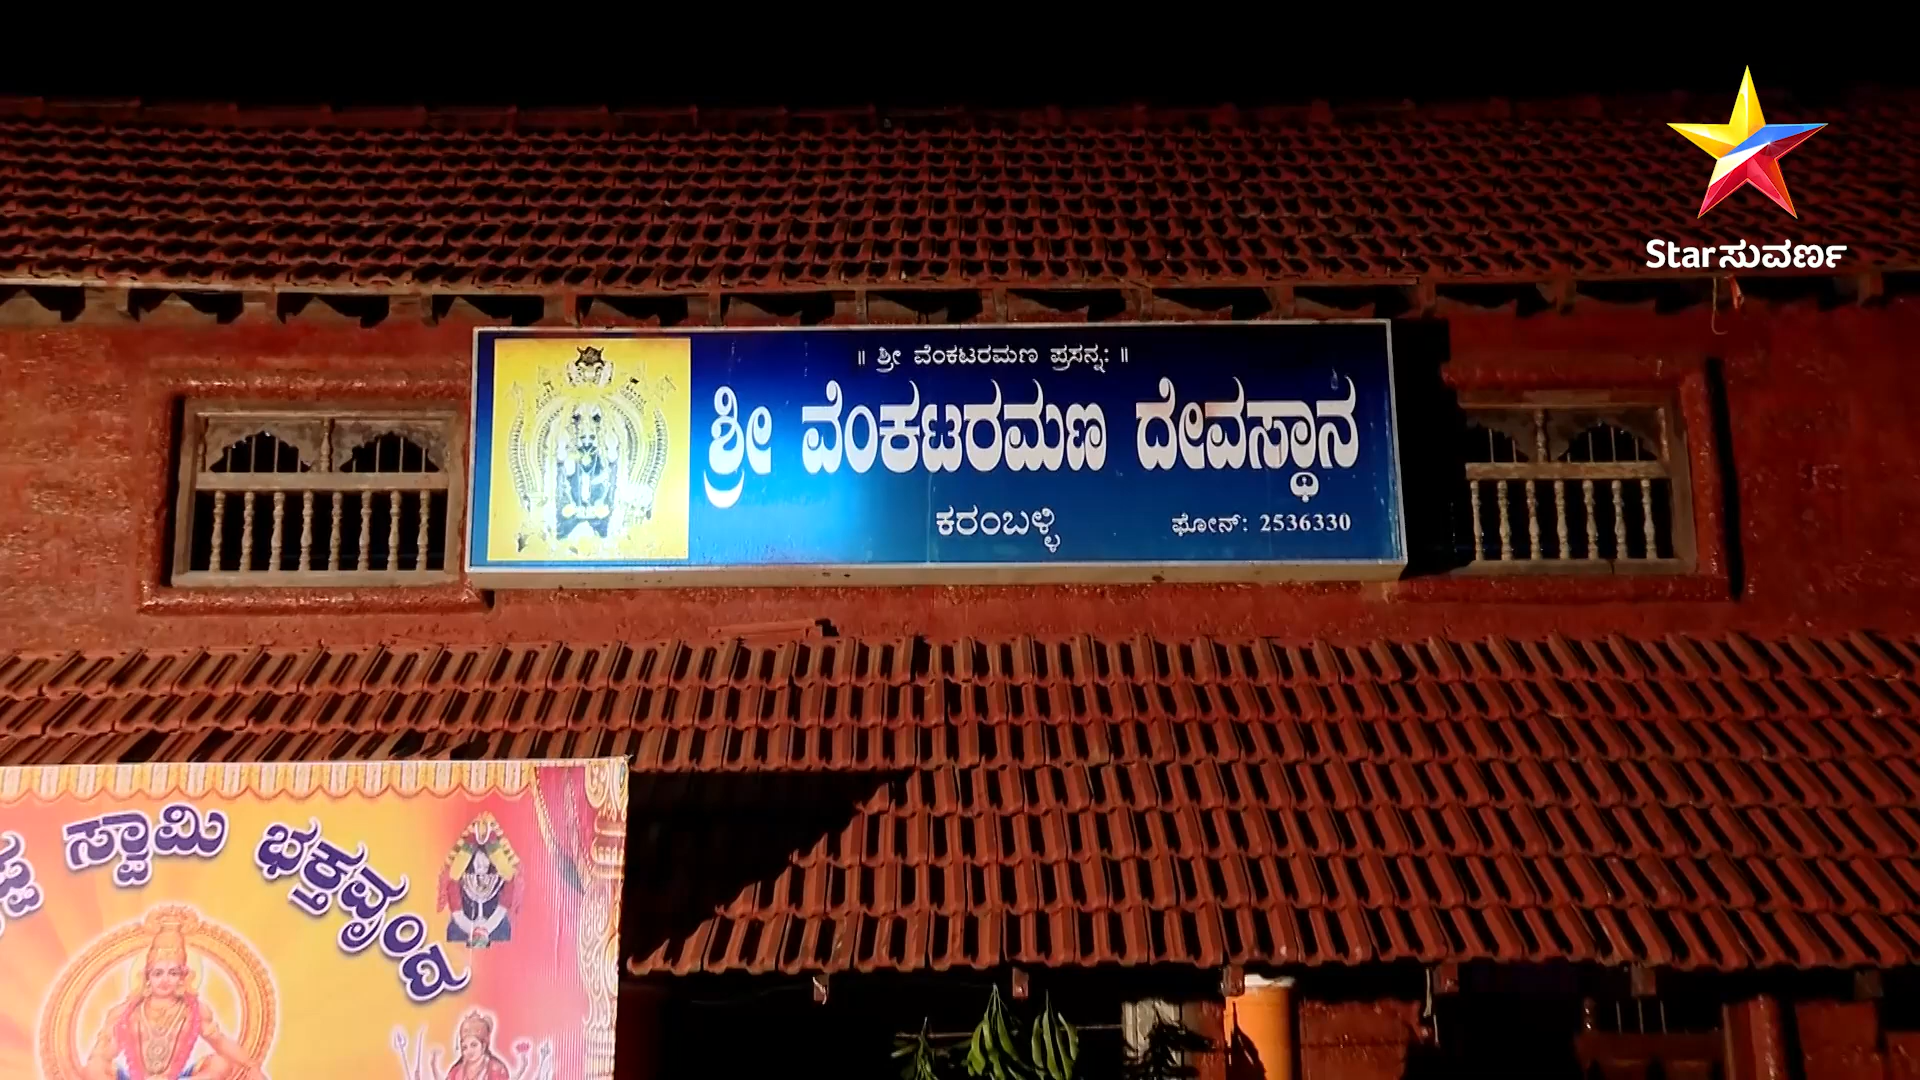 Starಸುವರ್ಣ
॥ ಶ್ರೀ ವೆಂಕಟರಮಣ ಪ್ರಸನ್ನ: ॥
ಶ್ರೀ ವೆಂಕಟರಮಣ ದೇವಸ್ಥಾನ
ಕರಂಬಳ್ಳಿ
ಫೋನ್: 2536330
ಸ್ವಾಮಿ ಭಕ್ತವೃಂದ